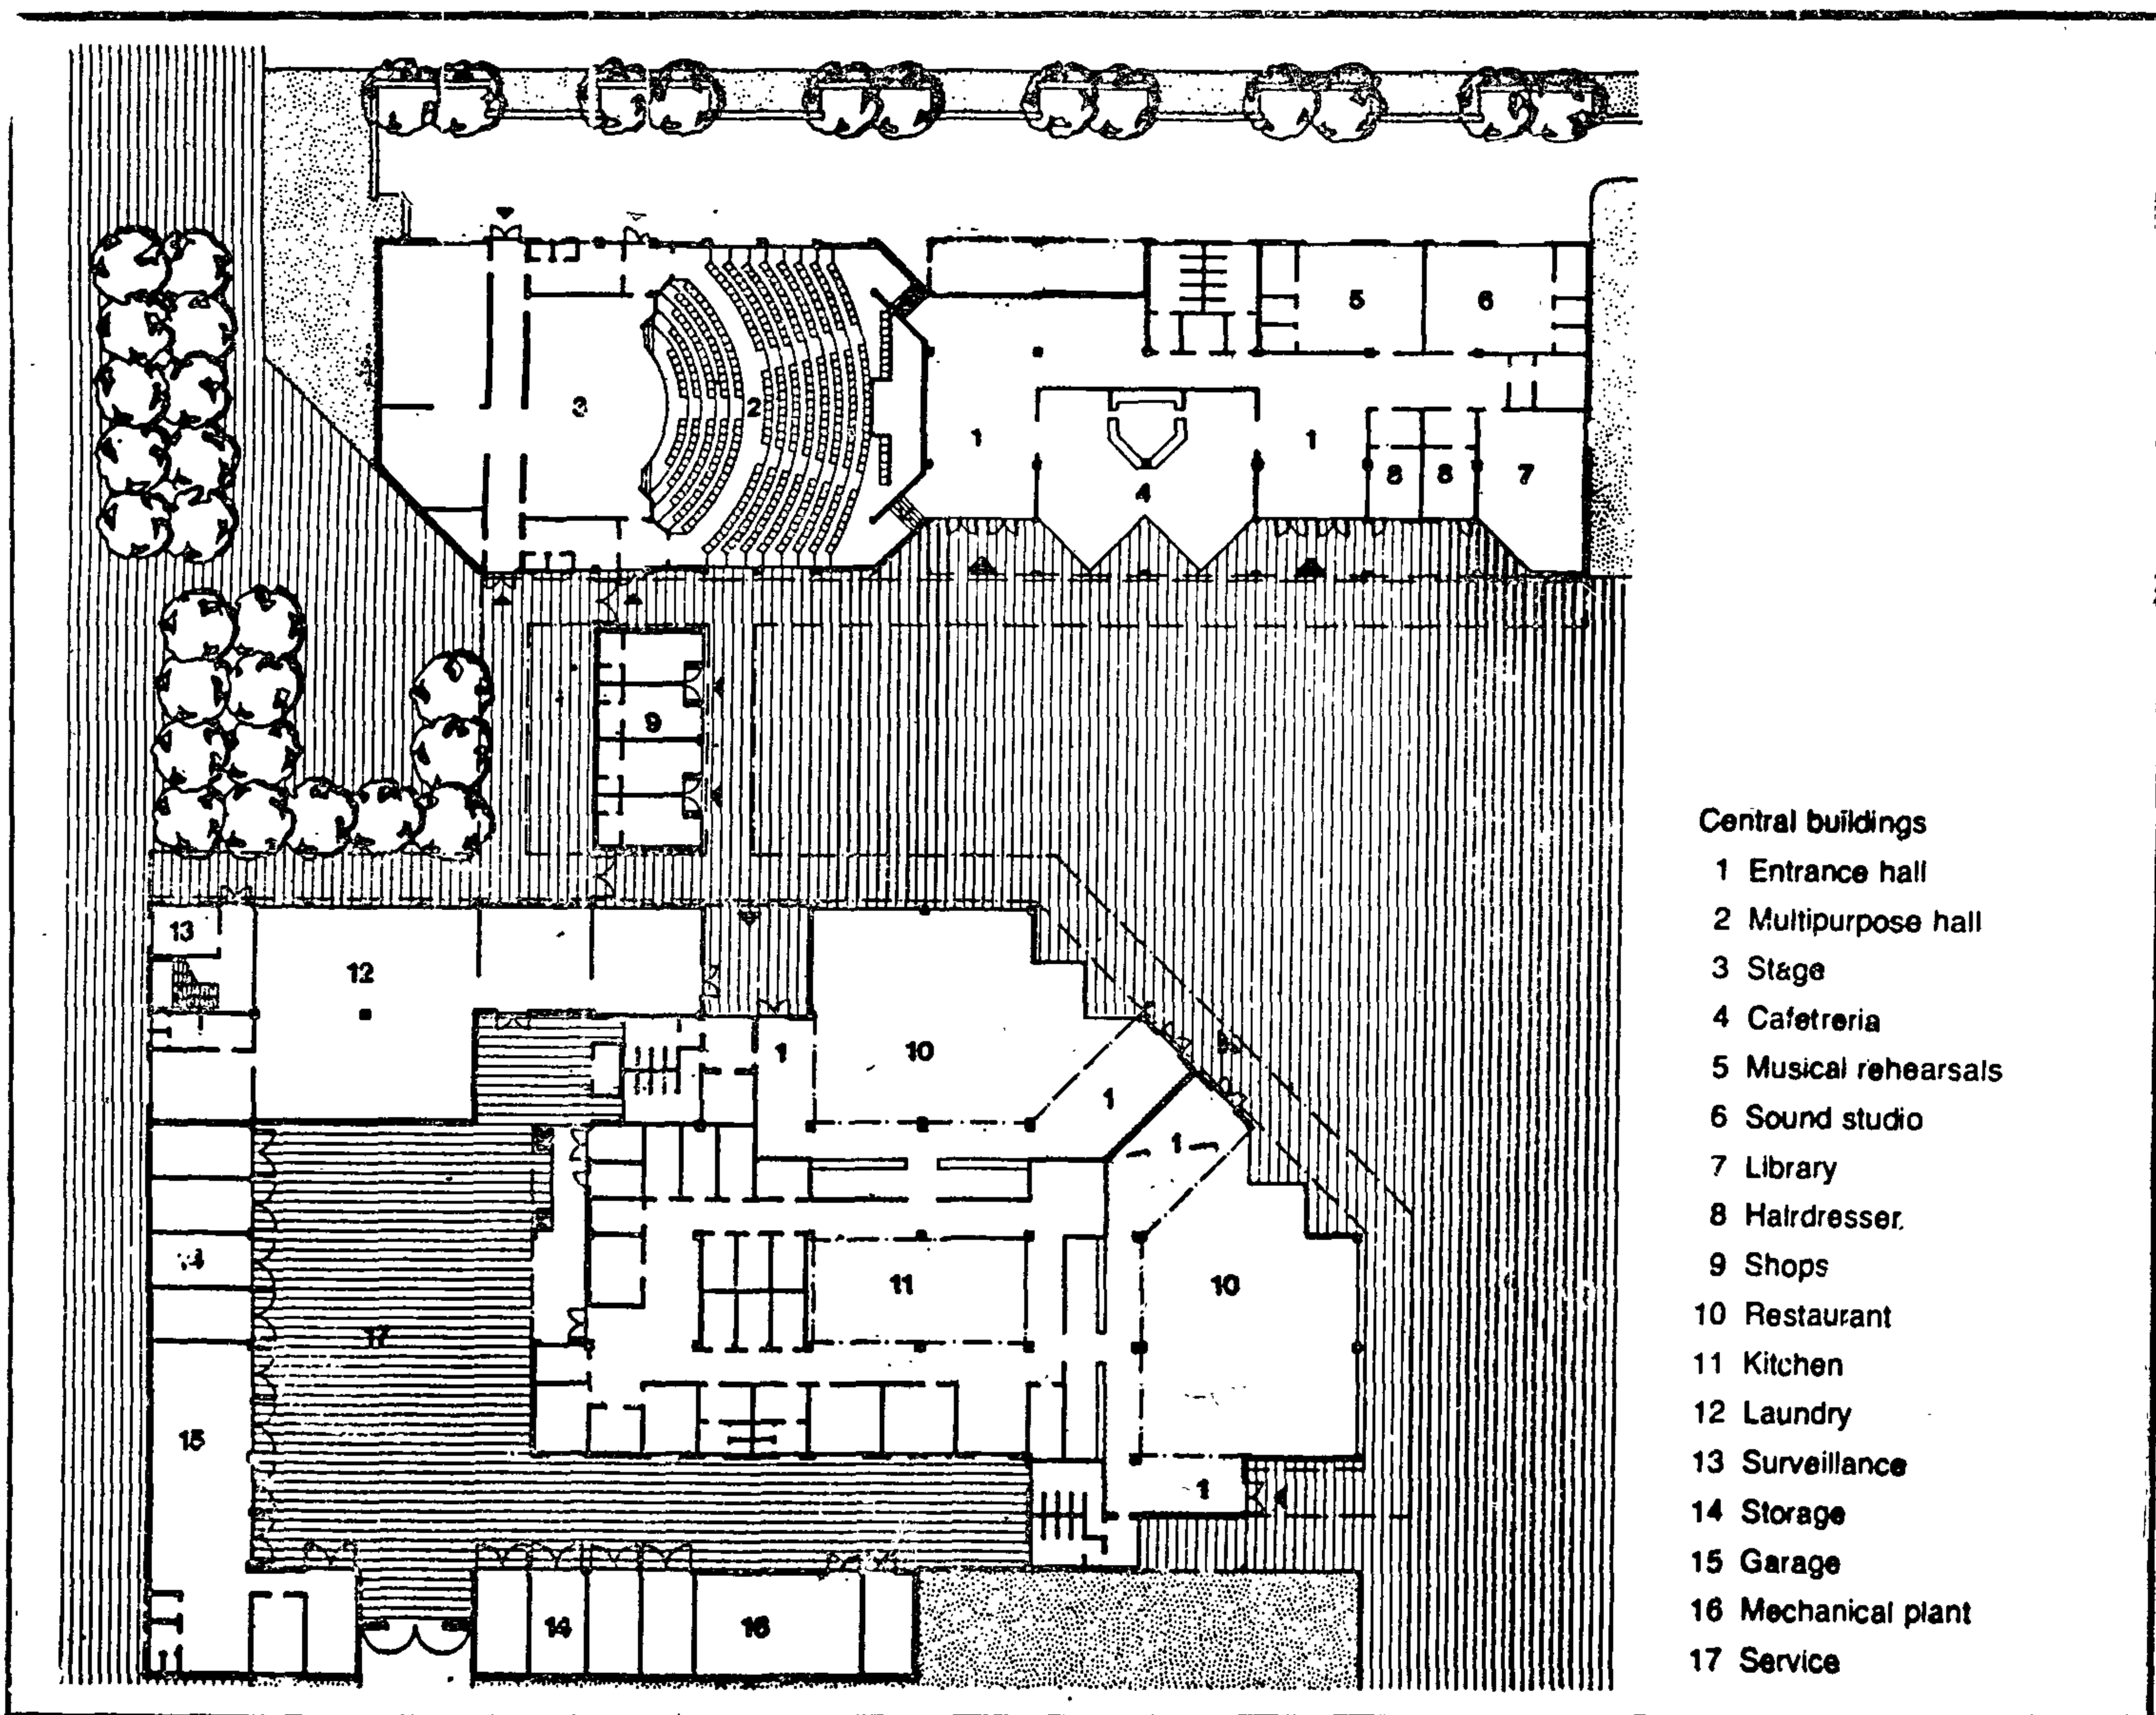 5 6
3 2
1 1
8 8 7
4
9
13
12
1 10
1
1
11 10
15
1
14 16
Central buildings
1 Entrance hall
2 Multipurpose hall
3 Stage
4 Cafetreria
5 Musical rehearsals
6 Sound studio
7 Library
8 Hairdresser
9 Shops
10 Restaurant
11 Kitchen
12 Laundry
13 Surveillance
14 Storage
15 Garage
16 Mechanical plant
17 Service